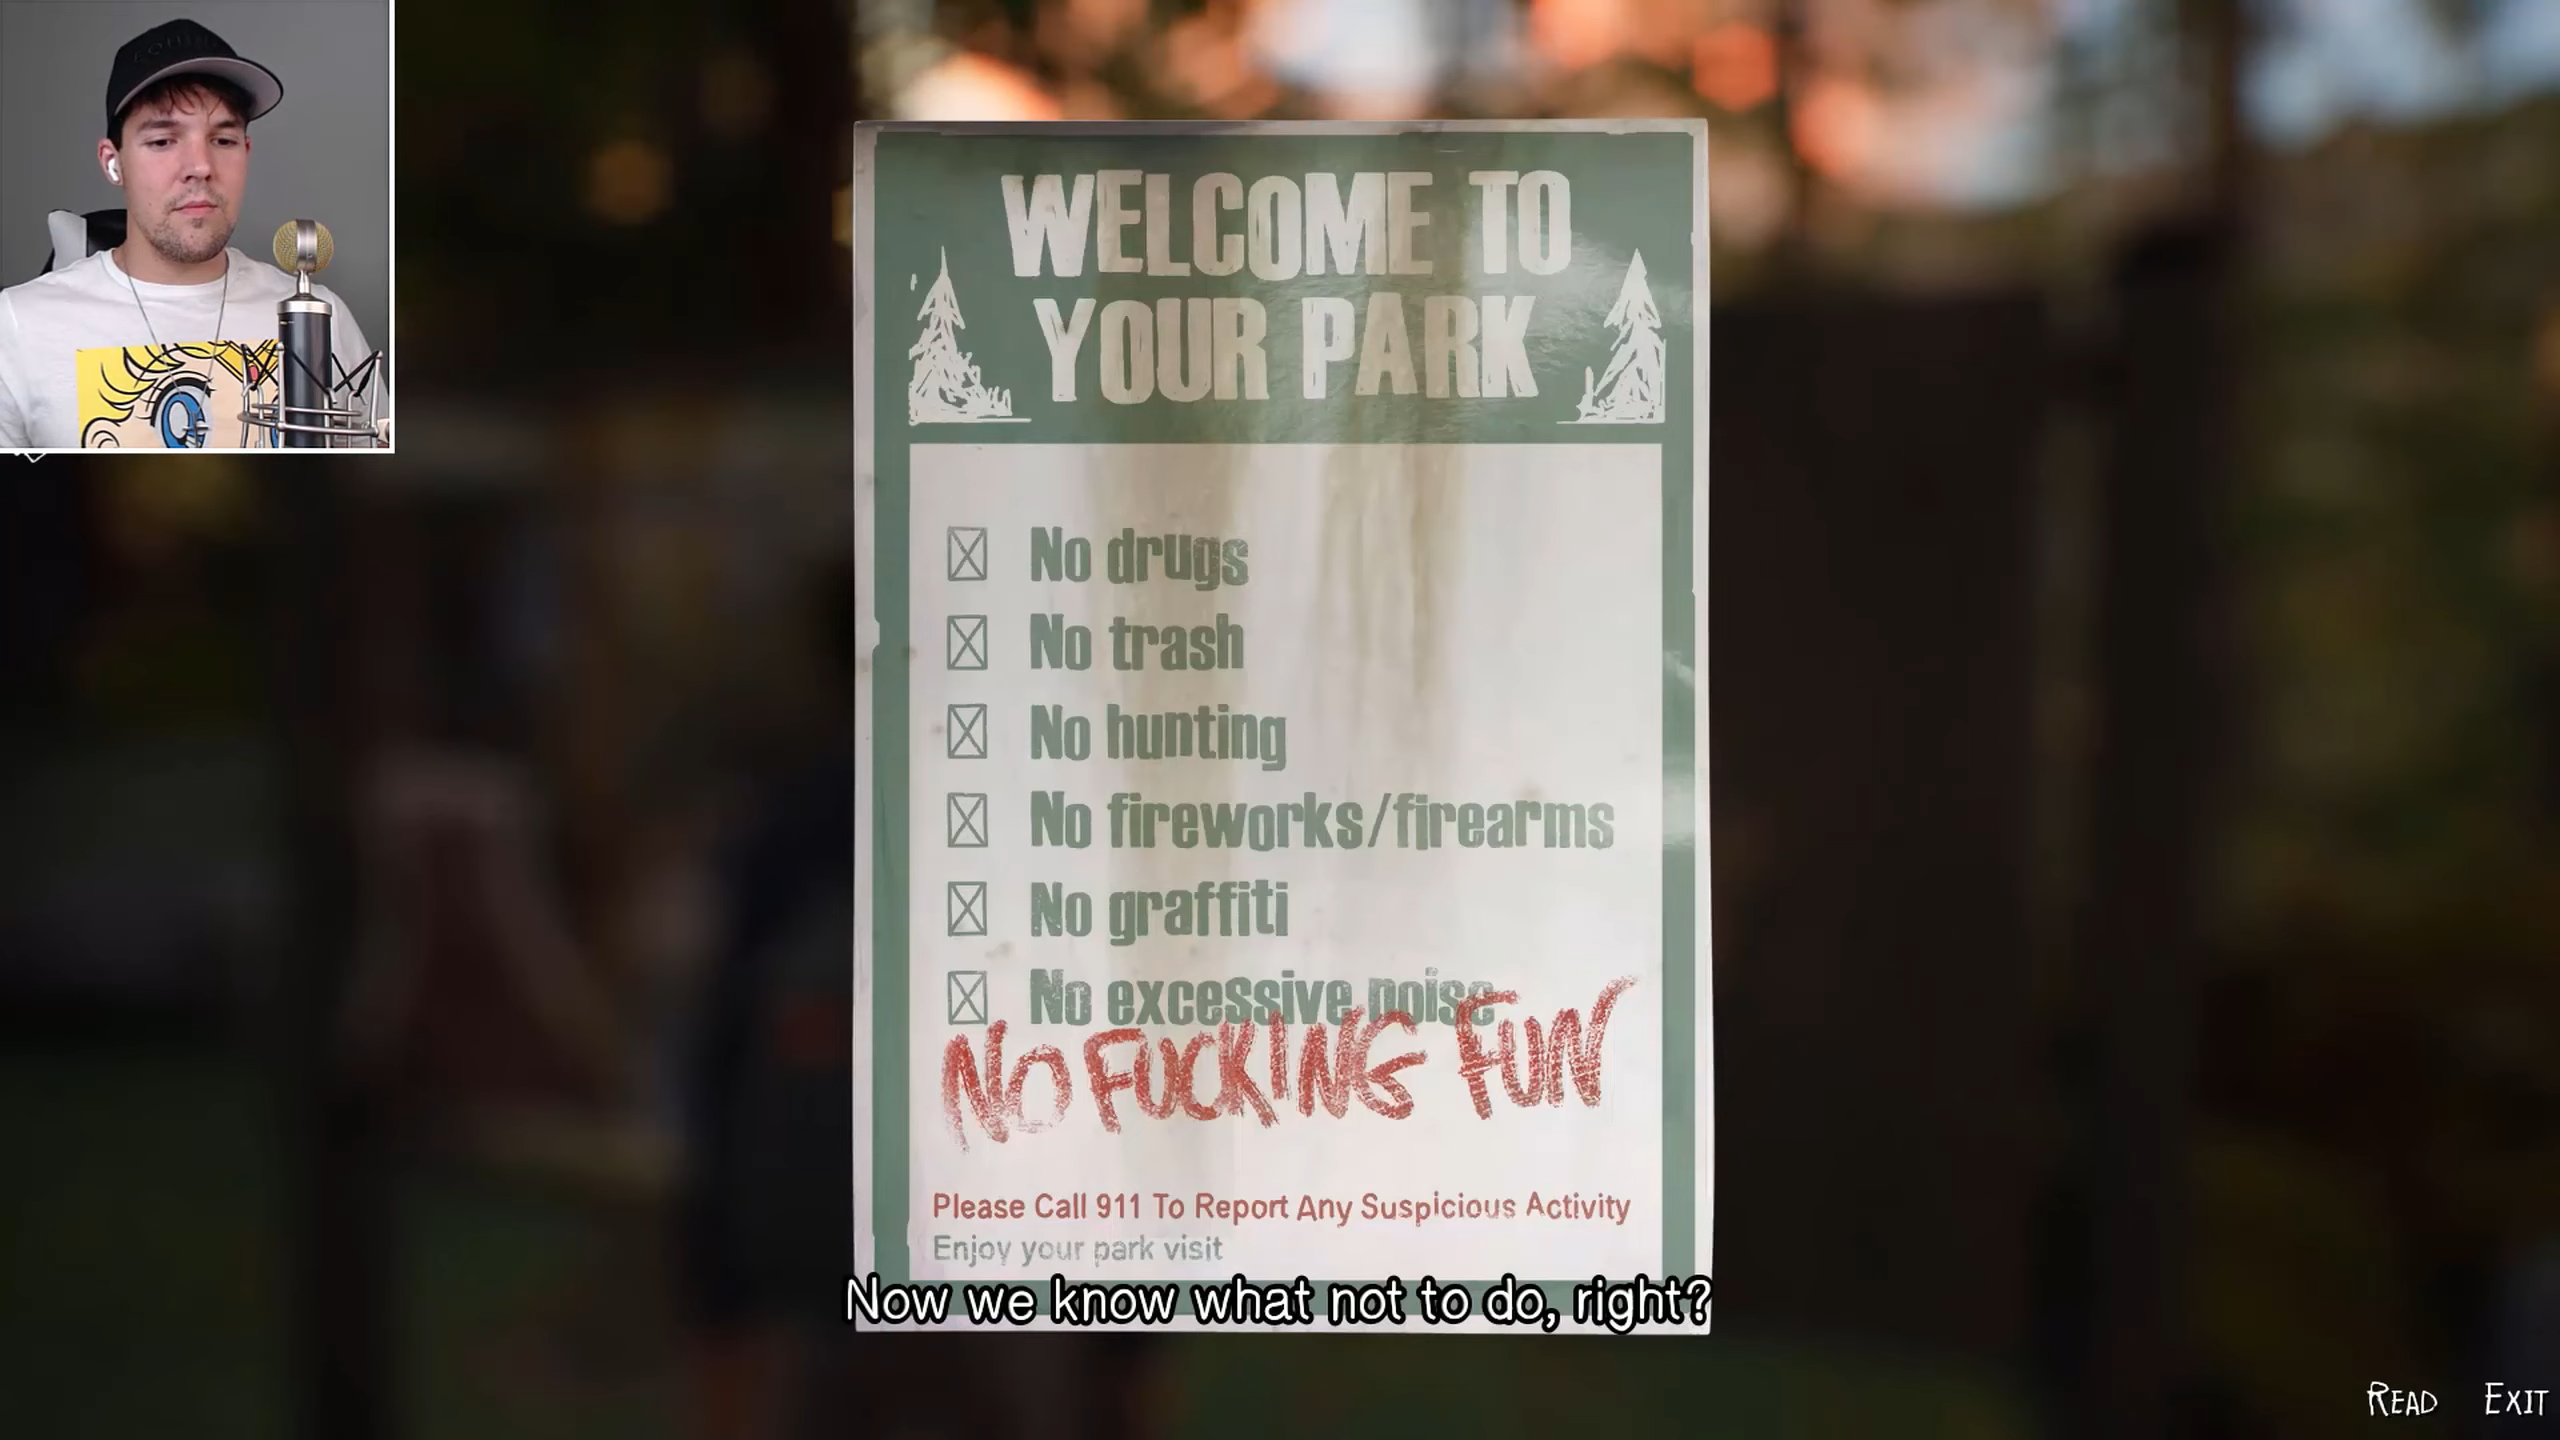 WELCOME TO
YOUR PARK
No drugs
No trash
No hunting
No fireworks/firearms
No graffiti
No excessive noise
NO FUCKING FUN
Please Call 911 To Report Any Suspicious Activity
Enjoy your park visit
Now we know what not to do, right?
READ EXIT